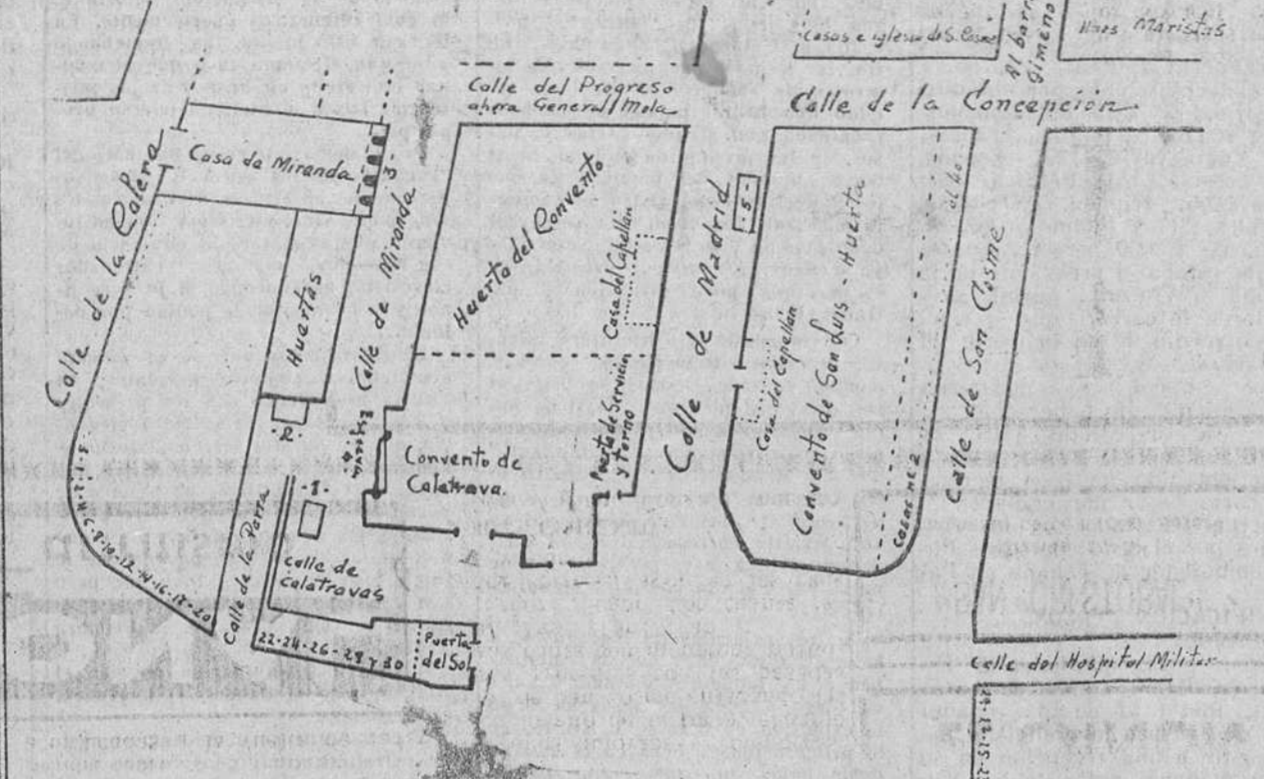 Casas e iglesia de S. Cosme
Al barrio
Gimeno
Maristas
Calle del Progreso
ahora General Mola
Calle de la Concepción
Casa de Miranda
3
Calle de la Calera
Huertas
Calle de Miranda
Huerta del Convento
Casa del Capellán
Calle de Madrid
5
Huerta
Convento de San Luis
Casa del Capellán
Calle de San Cosme
2
4
Convento de
Calatrava
Puerta de Servicio
y Torno
1
Calle de la Parra
Calle de
Calatravas
22-24-26-28 y 30
Puerta
del Sol
Calle del Hospital Militar